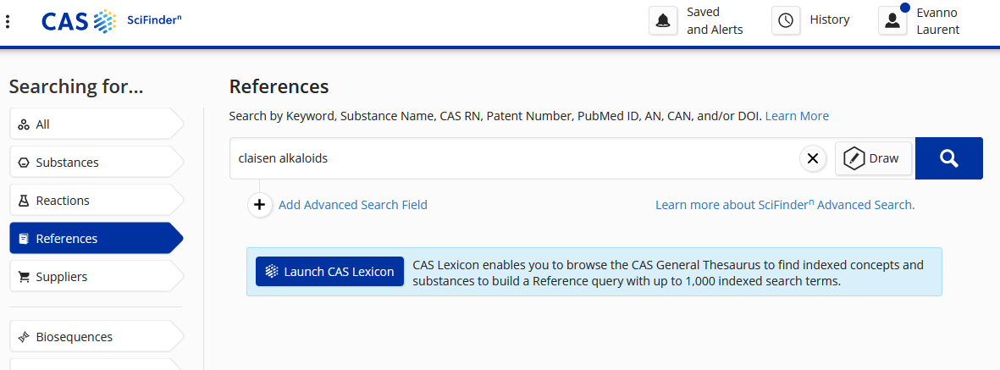 CAS SciFinderⁿ
Saved
and Alerts
History
Evanno
Laurent
Searching for...
All
Substances
Reactions
References
Suppliers
Biosequences
References
Search by Keyword, Substance Name, CAS RN, Patent Number, PubMed ID, AN, CAN, and/or DOI. Learn More
claisen alkaloids
Draw
Add Advanced Search Field
Learn more about SciFinderⁿ Advanced Search.
Launch CAS Lexicon
CAS Lexicon enables you to browse the CAS General Thesaurus to find indexed concepts and
substances to build a Reference query with up to 1,000 indexed search terms.